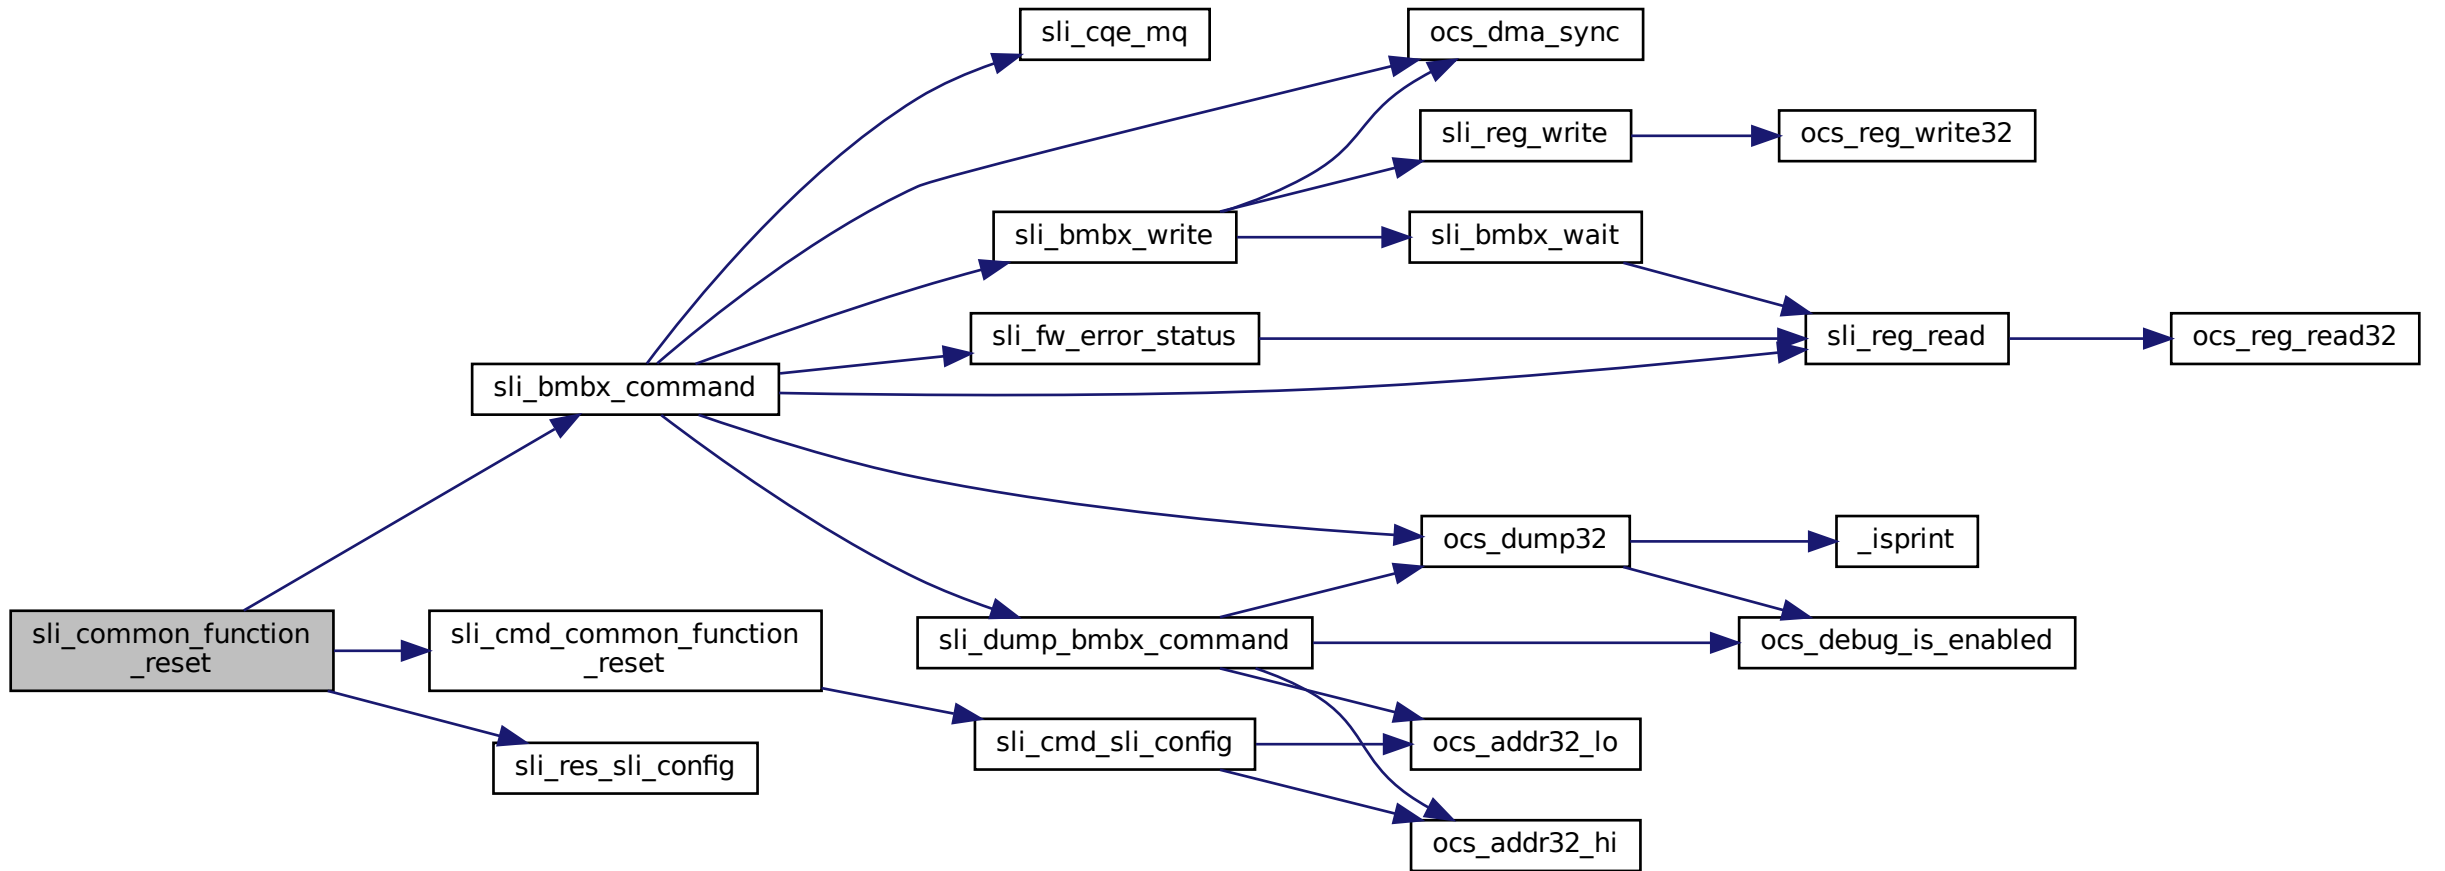 sli_cqe_mq
ocs_dma_sync
sli_reg_write
ocs_reg_write32
sli_bmbx_write
sli_bmbx_wait
sli_fw_error_status
sli_reg_read
ocs_reg_read32
sli_bmbx_command
ocs_dump32
_isprint
sli_common_function
_reset
sli_cmd_common_function
_reset
sli_dump_bmbx_command
ocs_debug_is_enabled
sli_res_sli_config
sli_cmd_sli_config
ocs_addr32_lo
ocs_addr32_hi